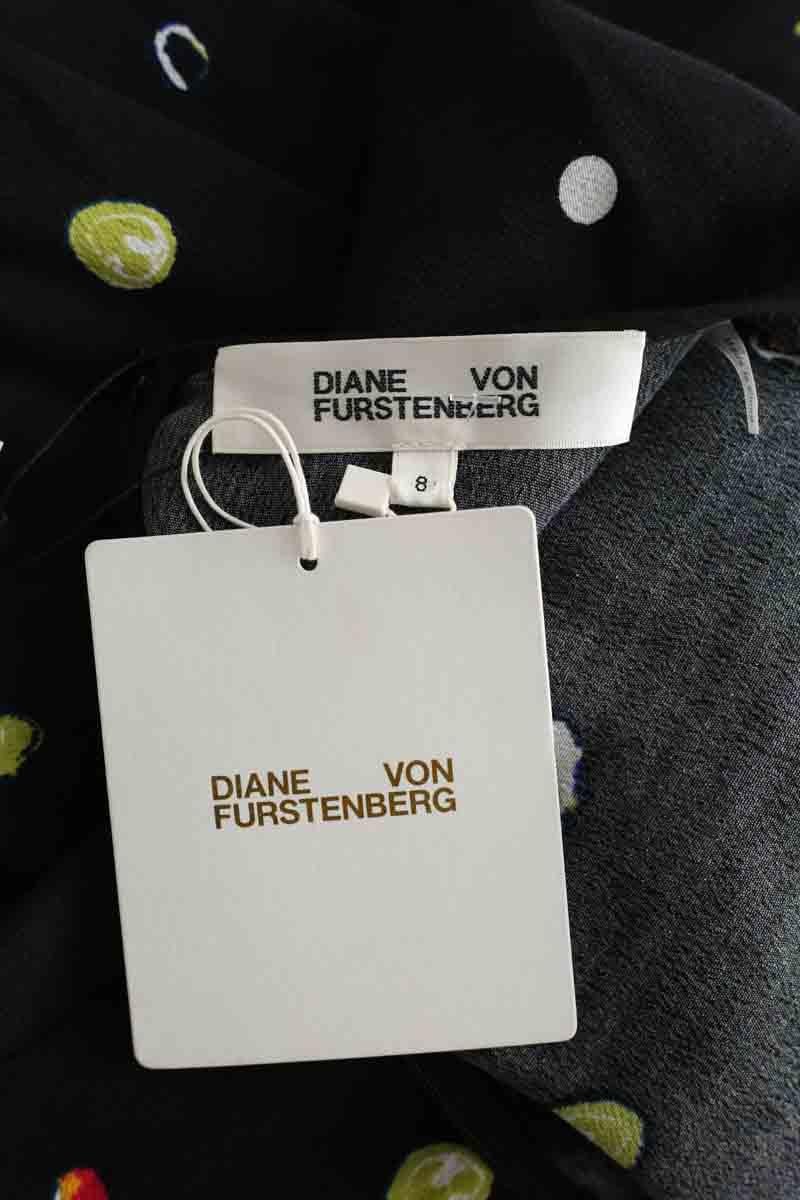 DIANE VON
FURSTENBERG
8
DIANE VON
FURSTENBERG